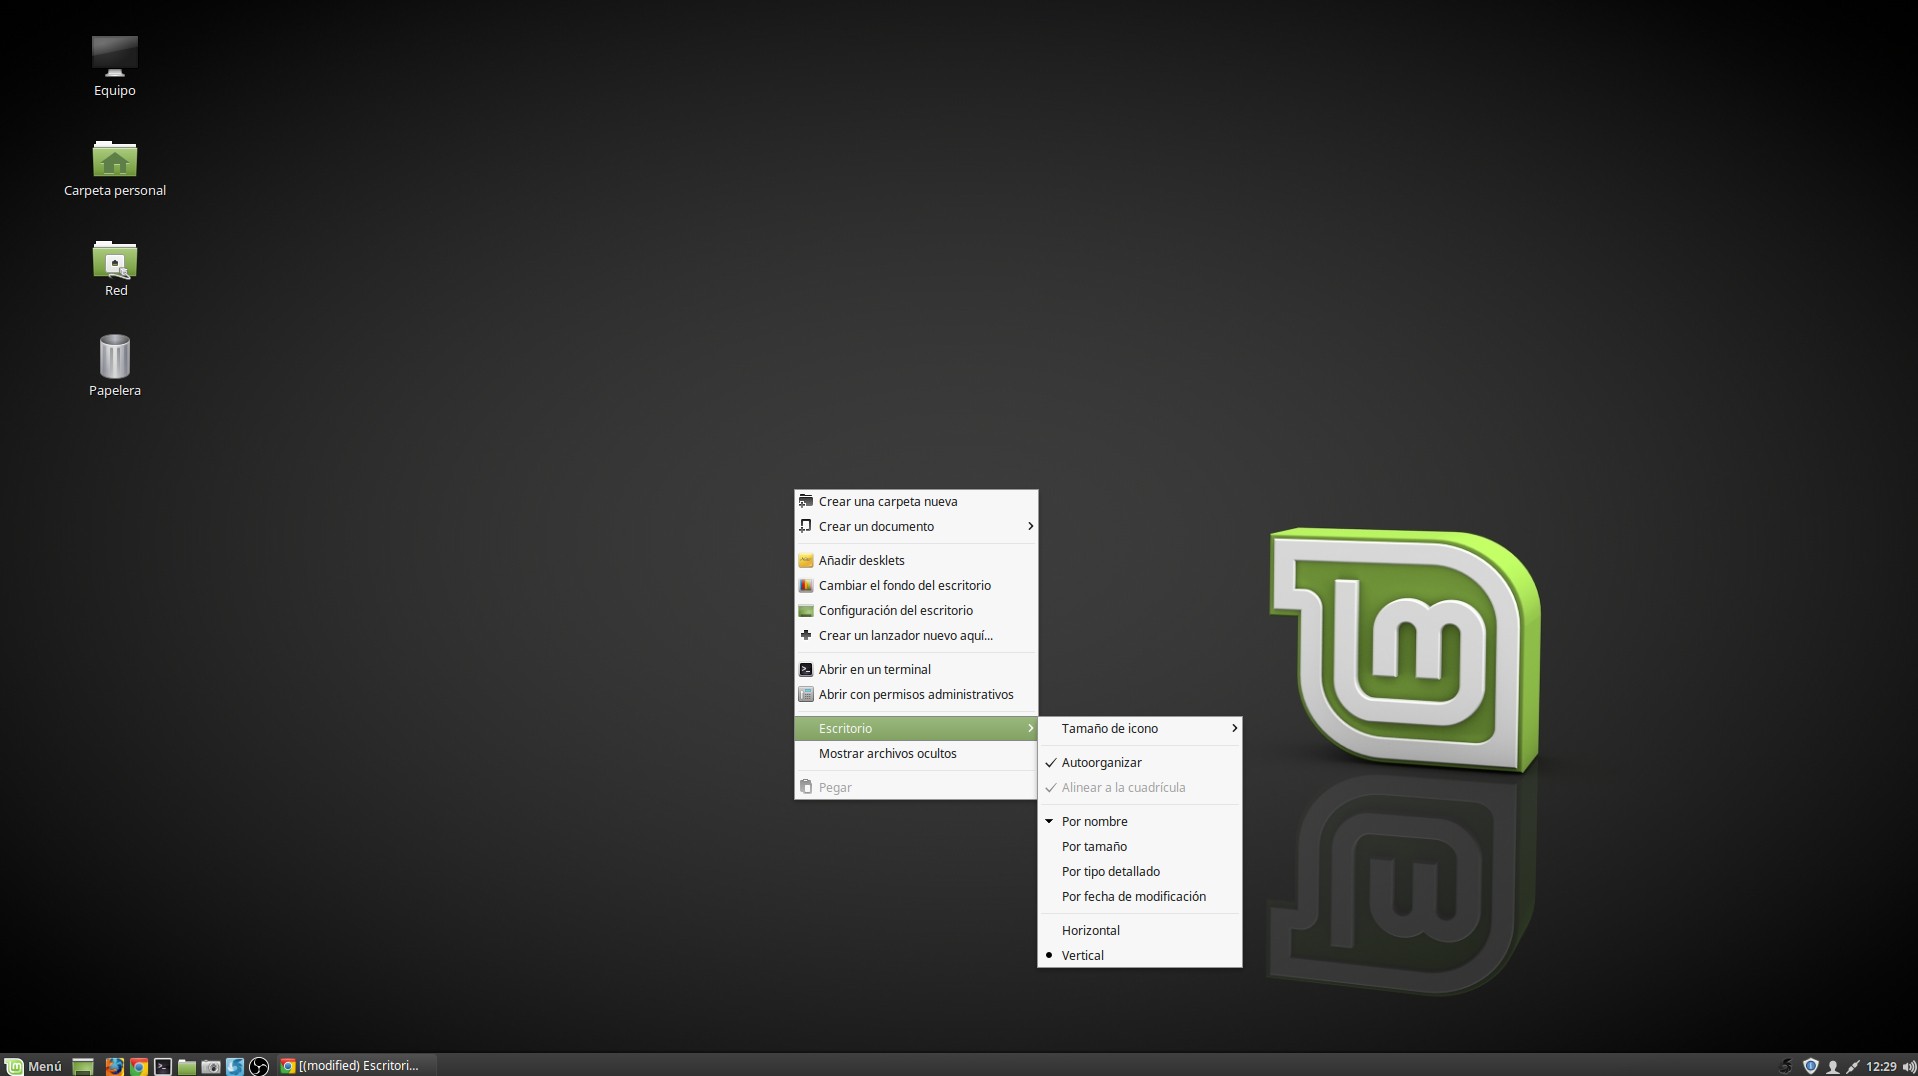 Equipo
Carpeta personal
Red
Papelera
Crear una carpeta nueva
Crear un documento
Añadir desklets
Cambiar el fondo del escritorio
Configuración del escritorio
Crear un lanzador nuevo aquí...
Abrir en un terminal
Abrir con permisos administrativos
Escritorio
Mostrar archivos ocultos
Pegar
Tamaño de icono
Autoorganizar
Alinear a la cuadrícula
Por nombre
Por tamaño
Por tipo detallado
Por fecha de modificación
Horizontal
Vertical
Menú
[(modified) Escritori...
12:29